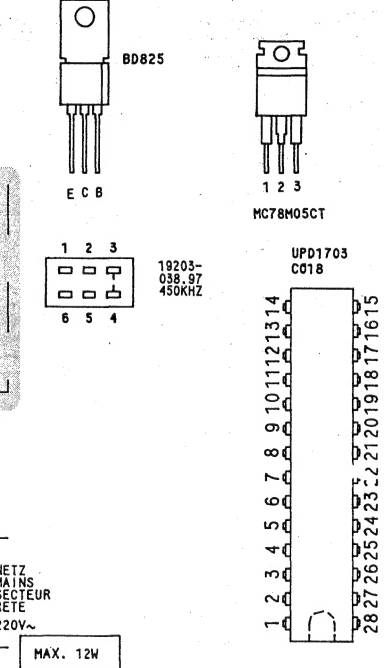 BD825
E C B
1 2 3
MC78M05CT
1 2 3
6 5 4
19203-
038.97
450KHZ
UPD1703
C018
14 15
13 16
12 17
11 18
10 19
9 20
8 21
7 22
6 23
5 24
4 25
3 26
2 27
1 28
NETZ
MAINS
SECTEUR
RETE
220V~
MAX. 12W